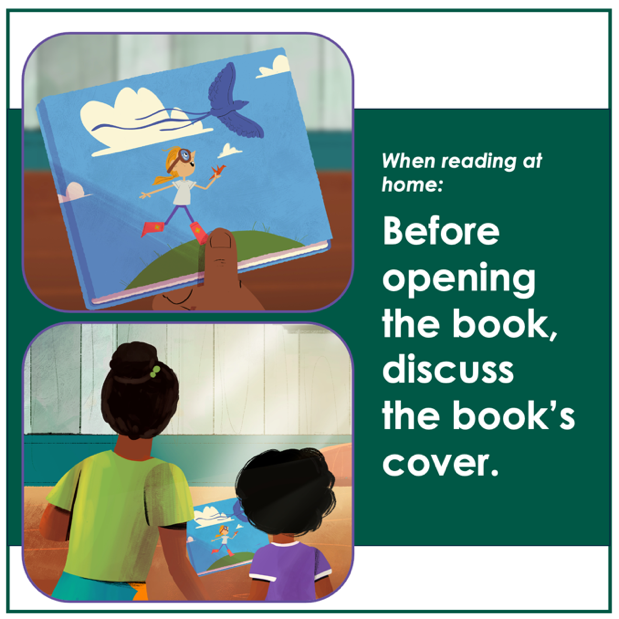 When reading at
home:
Before
opening
the book,
discuss
the book’s
cover.